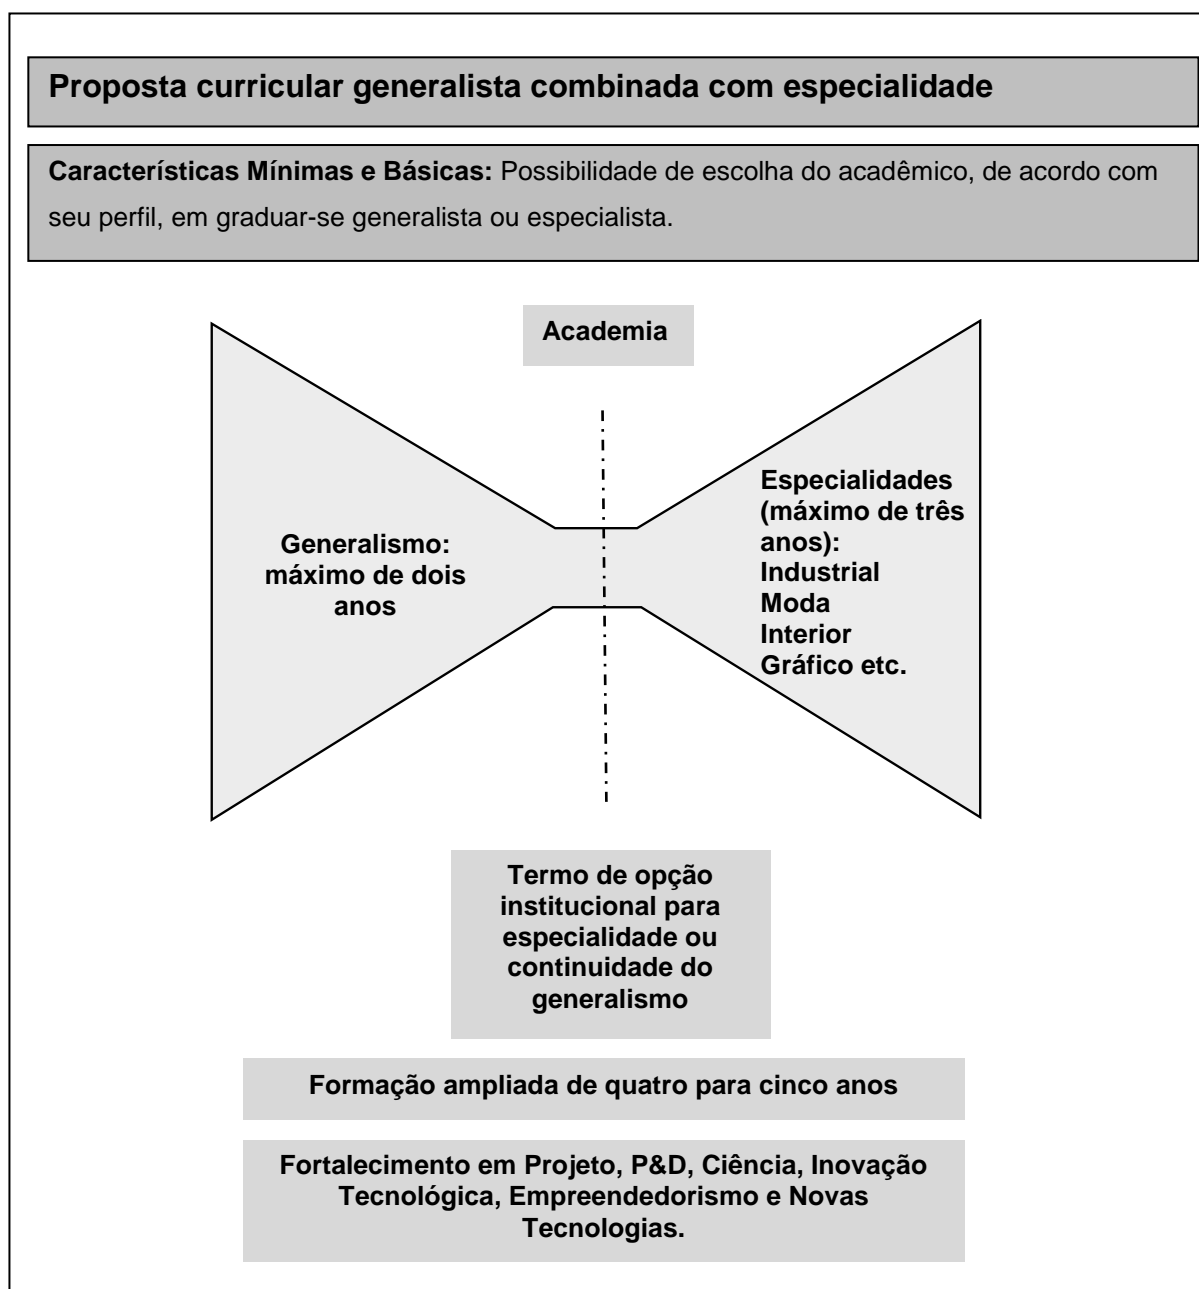 Proposta curricular generalista combinada com especialidade
Características Mínimas e Básicas: Possibilidade de escolha do acadêmico, de acordo com
seu perfil, em graduar-se generalista ou especialista.
Academia
Generalismo:
máximo de dois
anos
Especialidades
(máximo de três
anos):
Industrial
Moda
Interior
Gráfico etc.
Termo de opção
institucional para
especialidade ou
continuidade do
generalismo
Formação ampliada de quatro para cinco anos
Fortalecimento em Projeto, P&D, Ciência, Inovação
Tecnológica, Empreendedorismo e Novas
Tecnologias.